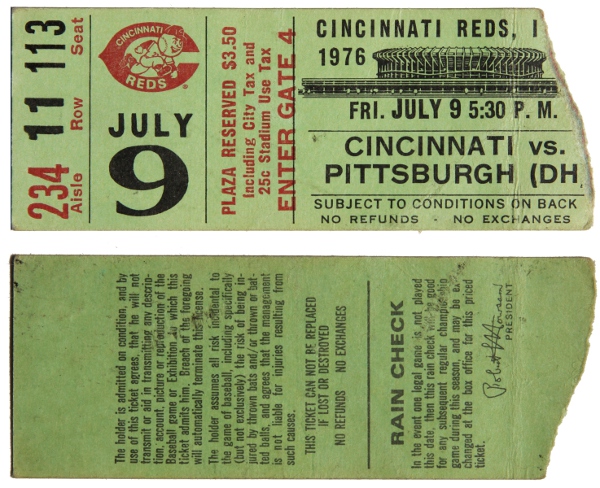 234 11 113
Aisle Row Seat
CINCINNATI
REDS
JULY
9
PLAZA RESERVED $3.50
Including City Tax and
25c Stadium Use Tax
ENTER GATE 4
CINCINNATI REDS, I
1976
FRI. JULY 9 5:30 P. M.
CINCINNATI vs.
PITTSBURGH (DH
SUBJECT TO CONDITIONS ON BACK
NO REFUNDS - NO EXCHANGES
The holder is admitted on condition, and by
use of this ticket agrees, that he will not
transmit or aid in transmitting any descrip-
tion, account, picture or reproduction of the
Baseball game or Exhibition to which this
ticket admits him. Breach of the foregoing
will automatically terminate this license.
The holder assumes all risk incidental to
the game of baseball, including specifically
(but not exclusively) the risk of being in-
jured by thrown bats and/or thrown or bat-
ted balls, and agrees that the management
is not liable for injuries resulting from
such causes.
THIS TICKET CAN NOT BE REPLACED
IF LOST OR DESTROYED
NO REFUNDS NO EXCHANGES
RAIN CHECK
In the event one legal game is not played
this date, then this rain check will be good
for any subsequent regular championship
game during this season, and may be ex-
changed at the box office for this priced
ticket.
Robert L. Howsam
PRESIDENT